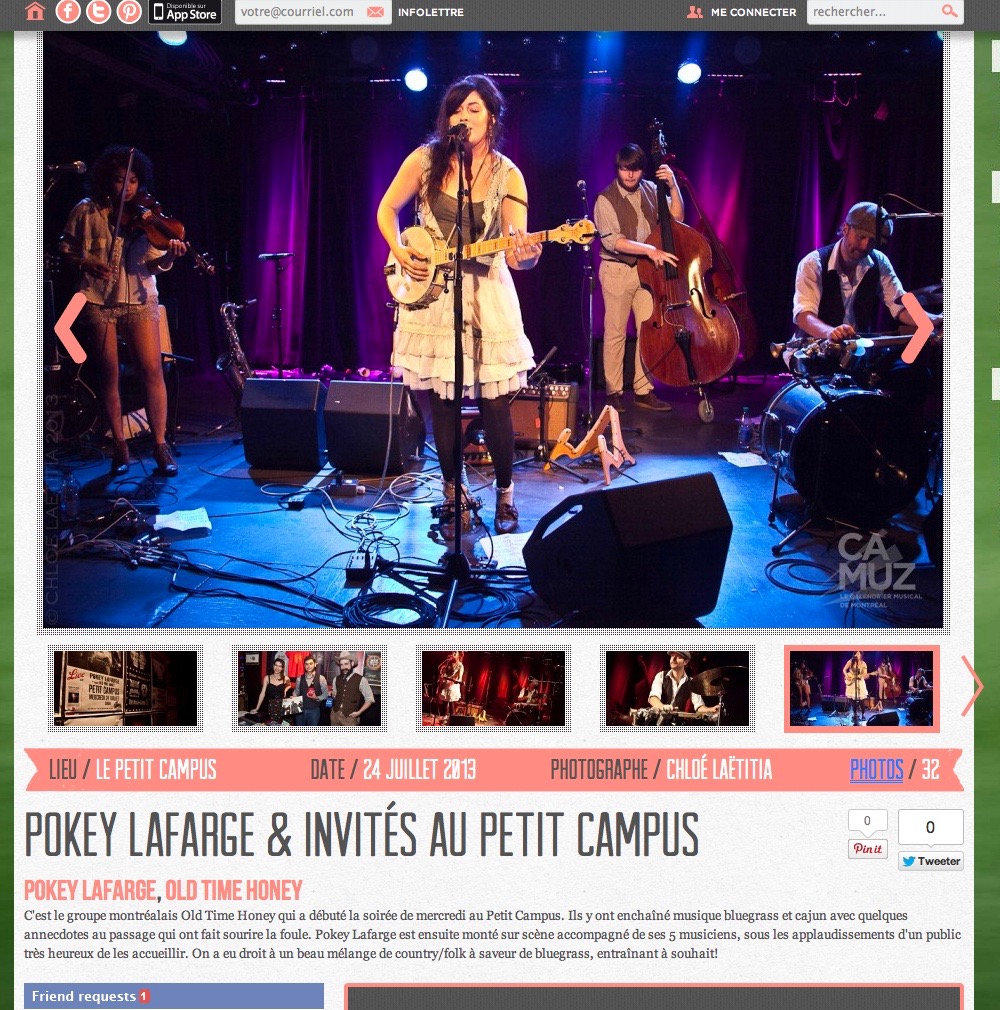 Disponible sur
App Store
votre@courriel.com
INFOLETTRE
ME CONNECTER
rechercher...
CA
MUZ
LE CALENDRIER MUSICAL
DE MONTRÉAL
Live
POKEY LAFARGE
PETIT CAMPUS
LIEU / LE PETIT CAMPUS
DATE / 24 JUILLET 2013
PHOTOGRAPHE / CHLOÉ LAËTITIA
PHOTOS / 32
POKEY LAFARGE & INVITÉS AU PETIT CAMPUS
0
Pin it
0
Tweeter
POKEY LAFARGE, OLD TIME HONEY
C'est le groupe montréalais Old Time Honey qui a débuté la soirée de mercredi au Petit Campus. Ils y ont enchaîné musique bluegrass et cajun avec quelques
annecdotes au passage qui ont fait sourire la foule. Pokey Lafarge est ensuite monté sur scène accompagné de ses 5 musiciens, sous les applaudissements d'un public
très heureux de les accueillir. On a eu droit à un beau mélange de country/folk à saveur de bluegrass, entraînant à souhait!
Friend requests 1